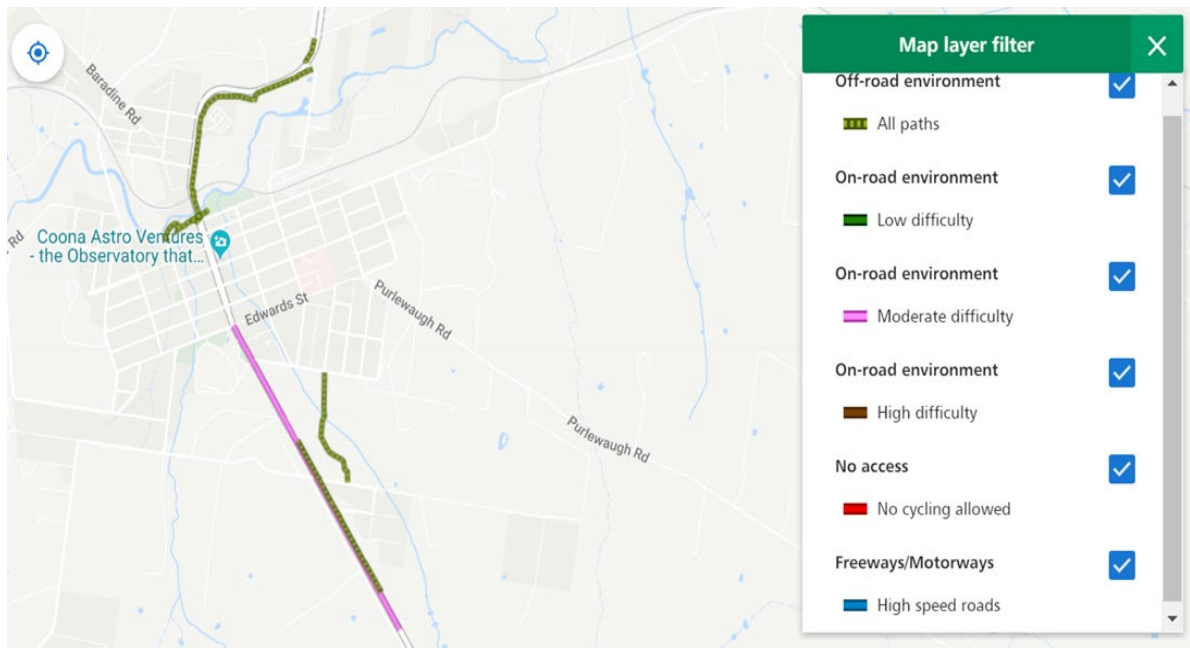 Baradine Rd
Rd
Coona Astro Ventures
- the Observatory that...
Edwards St
Purlewaugh Rd
Purlewaugh Rd
Map layer filter
Off-road environment
All paths
On-road environment
Low difficulty
On-road environment
Moderate difficulty
On-road environment
High difficulty
No access
No cycling allowed
Freeways/Motorways
High speed roads